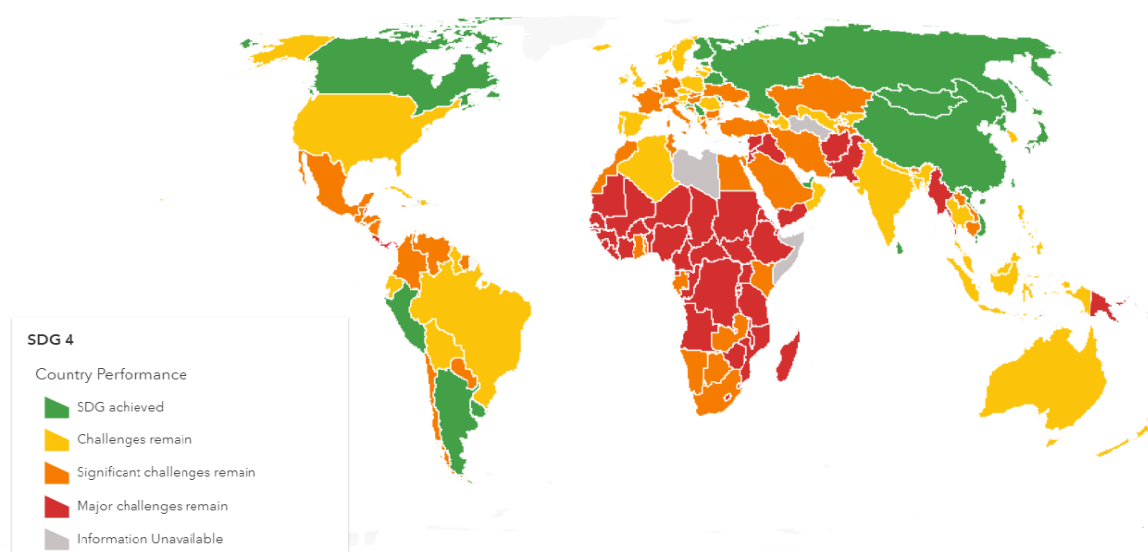 SDG 4
Country Performance
SDG achieved
Challenges remain
Significant challenges remain
Major challenges remain
Information Unavailable